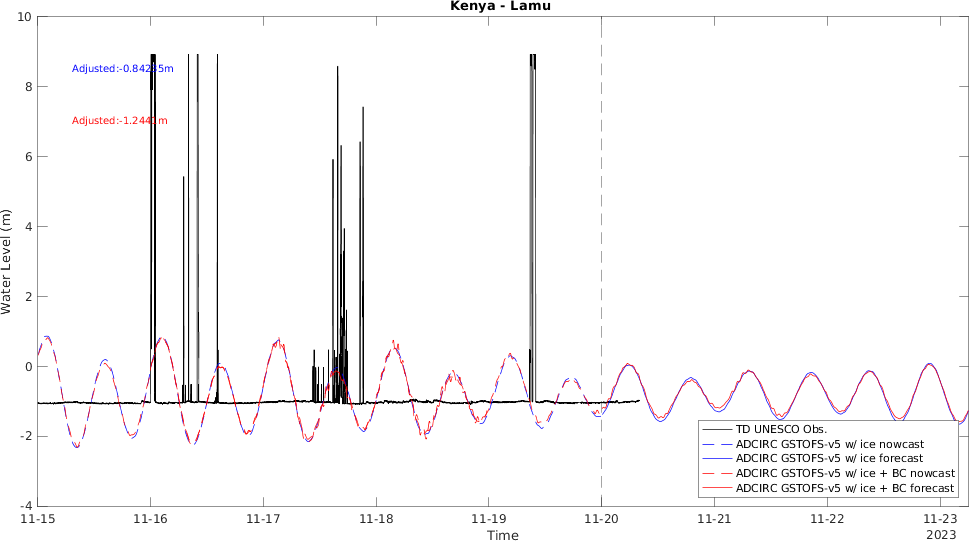 Kenya - Lamu
10
8
6
4
2
0
-2
-4
Water Level (m)
Adjusted:-0.84235m
Adjusted:-1.244 m
11-15
11-16
11-17
11-18
11-19
11-20
11-21
11-22
11-23
2023
Time
TD UNESCO Obs.
ADCIRC GSTOFS-v5 w/ ice nowcast
ADCIRC GSTOFS-v5 w/ ice forecast
ADCIRC GSTOFS-v5 w/ ice + BC nowcast
ADCIRC GSTOFS-v5 w/ ice + BC forecast